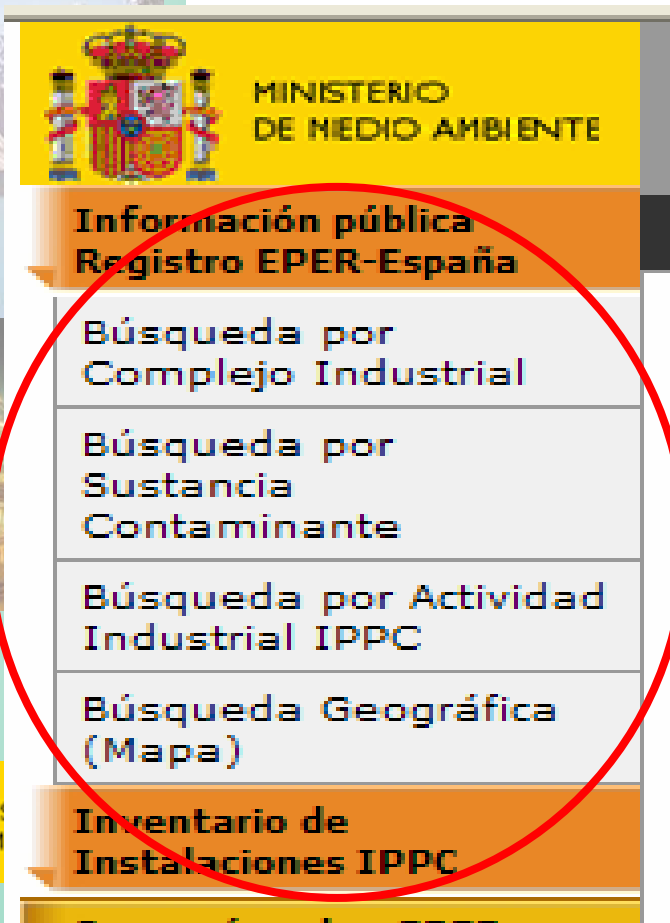 MINISTERIO
DE MEDIO AMBIENTE
Información pública
Registro EPER-España
Búsqueda por
Complejo Industrial
Búsqueda por
Sustancia
Contaminante
Búsqueda por Actividad
Industrial IPPC
Búsqueda Geográfica
(Mapa)
Inventario de
Instalaciones IPPC